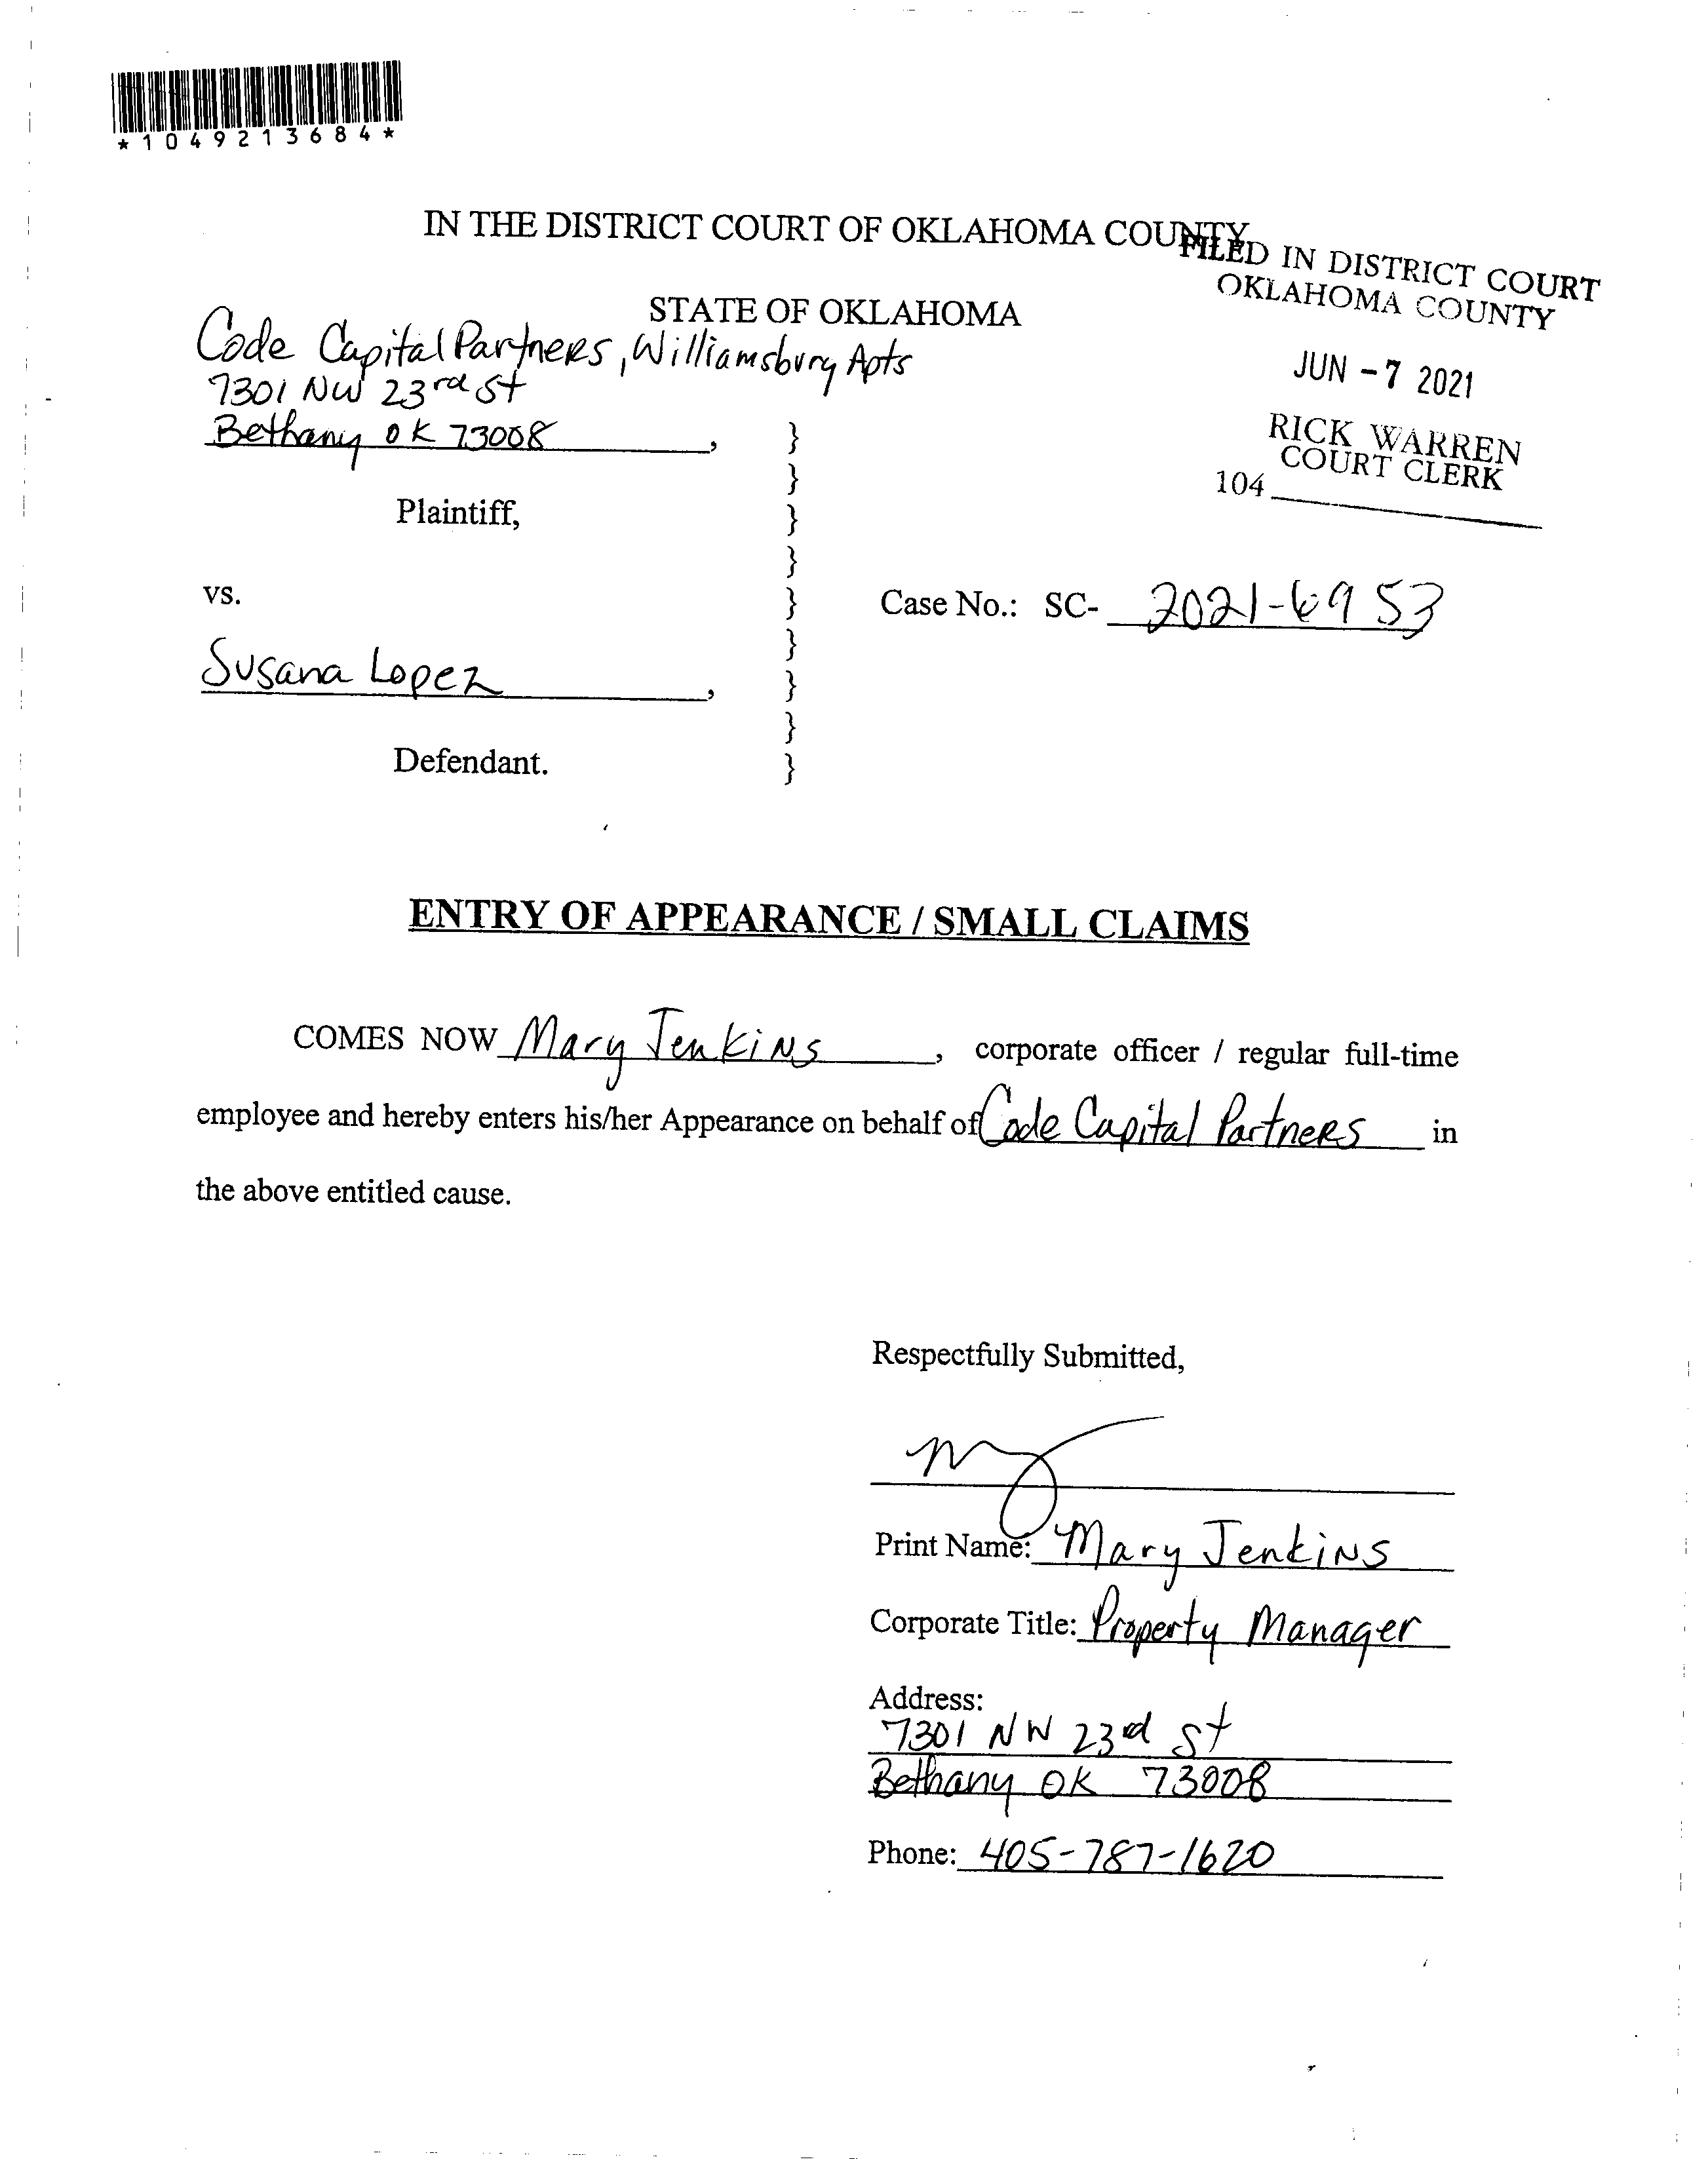 *1049213684*
IN THE DISTRICT COURT OF OKLAHOMA COUNTY
FILED IN DISTRICT COURT
OKLAHOMA COUNTY
STATE OF OKLAHOMA
JUN - 7 2021
RICK WARREN
COURT CLERK
104
Code Capital Partners, Williamsburg Apts
7301 NW 23rd St
Bethany OK 73008,
}
}
Plaintiff, }
}
vs. } Case No.: SC- 2021-6953
}
Susana Lopez, }
}
Defendant. }
ENTRY OF APPEARANCE / SMALL CLAIMS
COMES NOW Mary Jenkins, corporate officer / regular full-time
employee and hereby enters his/her Appearance on behalf of Code Capital Partners in
the above entitled cause.
Respectfully Submitted,
Print Name: Mary Jenkins
Corporate Title: Property Manager
Address:
7301 NW 23rd St
Bethany OK 73008
Phone: 405-787-1620